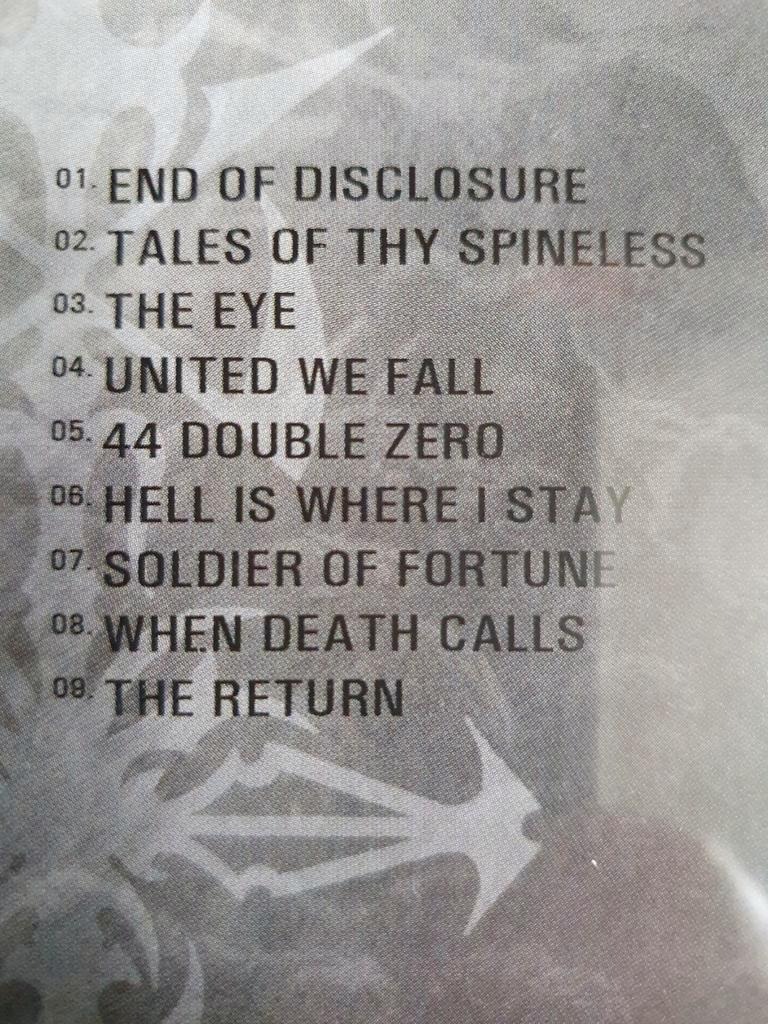 01. END OF DISCLOSURE
02. TALES OF THY SPINELESS
03. THE EYE
04. UNITED WE FALL
05. 44 DOUBLE ZERO
06. HELL IS WHERE I STAY
07. SOLDIER OF FORTUNE
08. WHEN DEATH CALLS
09. THE RETURN